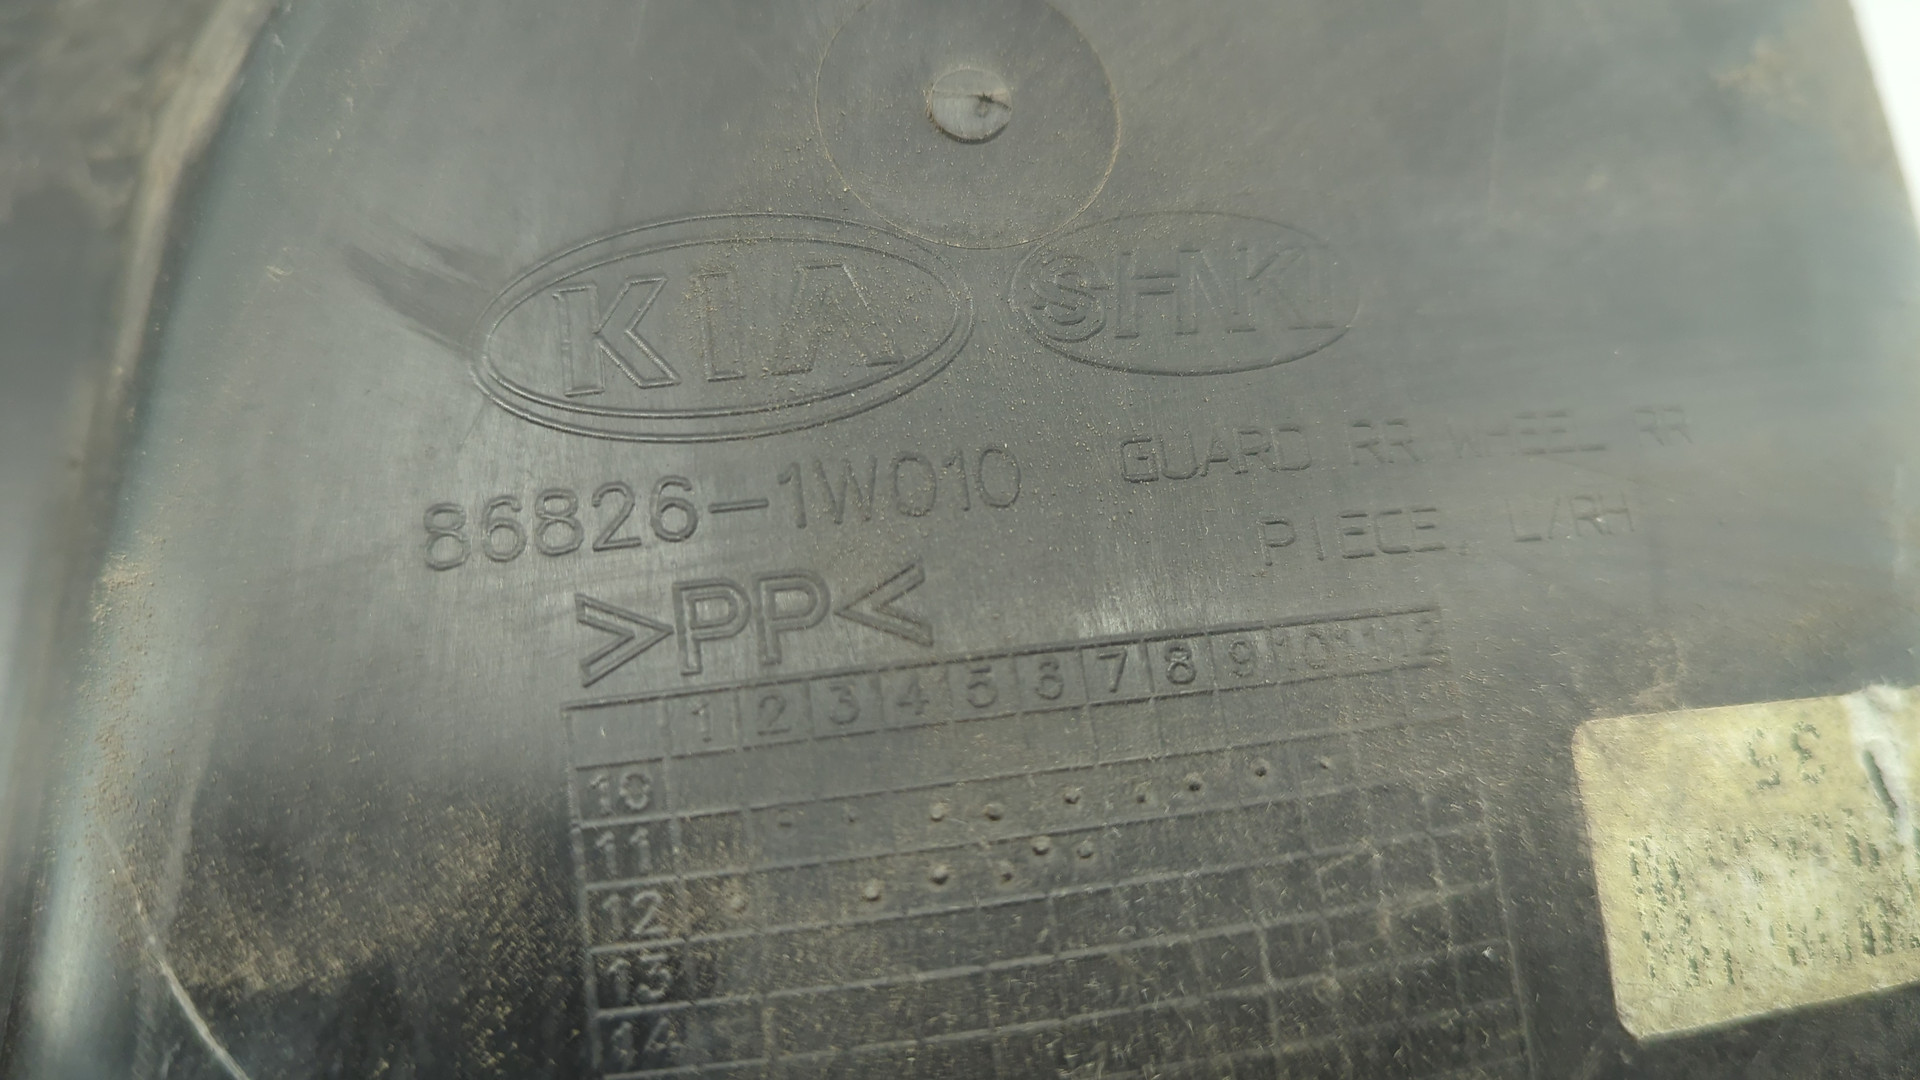 KIA SHNKI
86826-1W010 GUARD RR WHEEL RR
PIECE, L/RH
>PP<
1 2 3 4 5 6 7 8 9 10 11 12
10
11
12
13
14